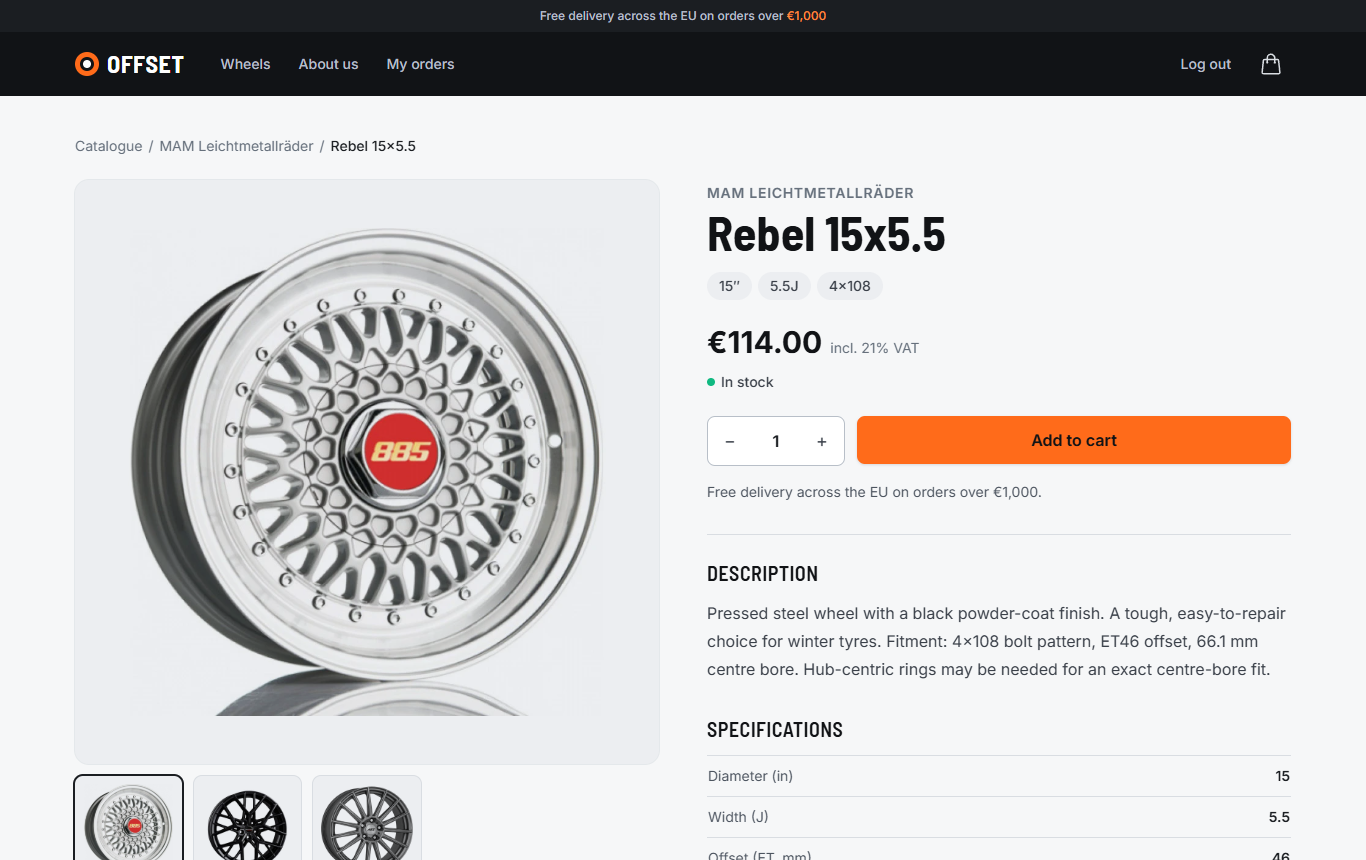 Free delivery across the EU on orders over €1,000
OFFSET
Wheels
About us
My orders
Log out
Catalogue / MAM Leichtmetallräder / Rebel 15×5.5
MAM LEICHTMETALLRÄDER
Rebel 15x5.5
15″
5.5J
4×108
€114.00 incl. 21% VAT
In stock
− 1 +
Add to cart
Free delivery across the EU on orders over €1,000.
885
DESCRIPTION
Pressed steel wheel with a black powder-coat finish. A tough, easy-to-repair
choice for winter tyres. Fitment: 4×108 bolt pattern, ET46 offset, 66.1 mm
centre bore. Hub-centric rings may be needed for an exact centre-bore fit.
SPECIFICATIONS
Diameter (in) 15
Width (J) 5.5
Offset (ET, mm) 46